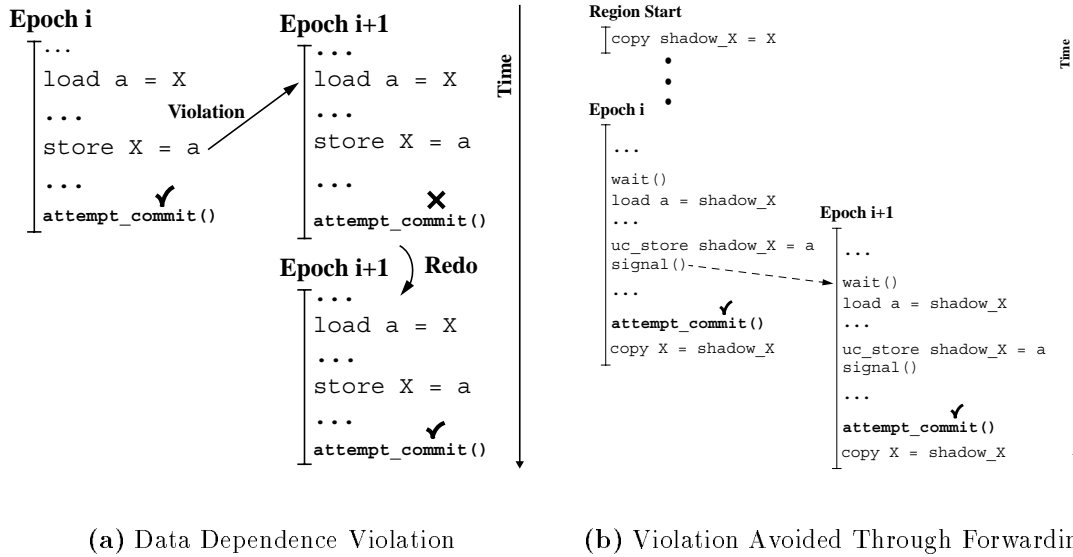 Epoch i
...
load a = X
...
store X = a
...
attempt_commit()
Violation
Epoch i+1
...
load a = X
...
store X = a
...
attempt_commit()
Redo
Epoch i+1
...
load a = X
...
store X = a
...
attempt_commit()
Time
(a) Data Dependence Violation
Region Start
copy shadow_X = X
Epoch i
...
wait()
load a = shadow_X
...
uc_store shadow_X = a
signal()
...
attempt_commit()
copy X = shadow_X
Epoch i+1
...
wait()
load a = shadow_X
...
uc_store shadow_X = a
signal()
...
attempt_commit()
copy X = shadow_X
Time
(b) Violation Avoided Through Forwardin